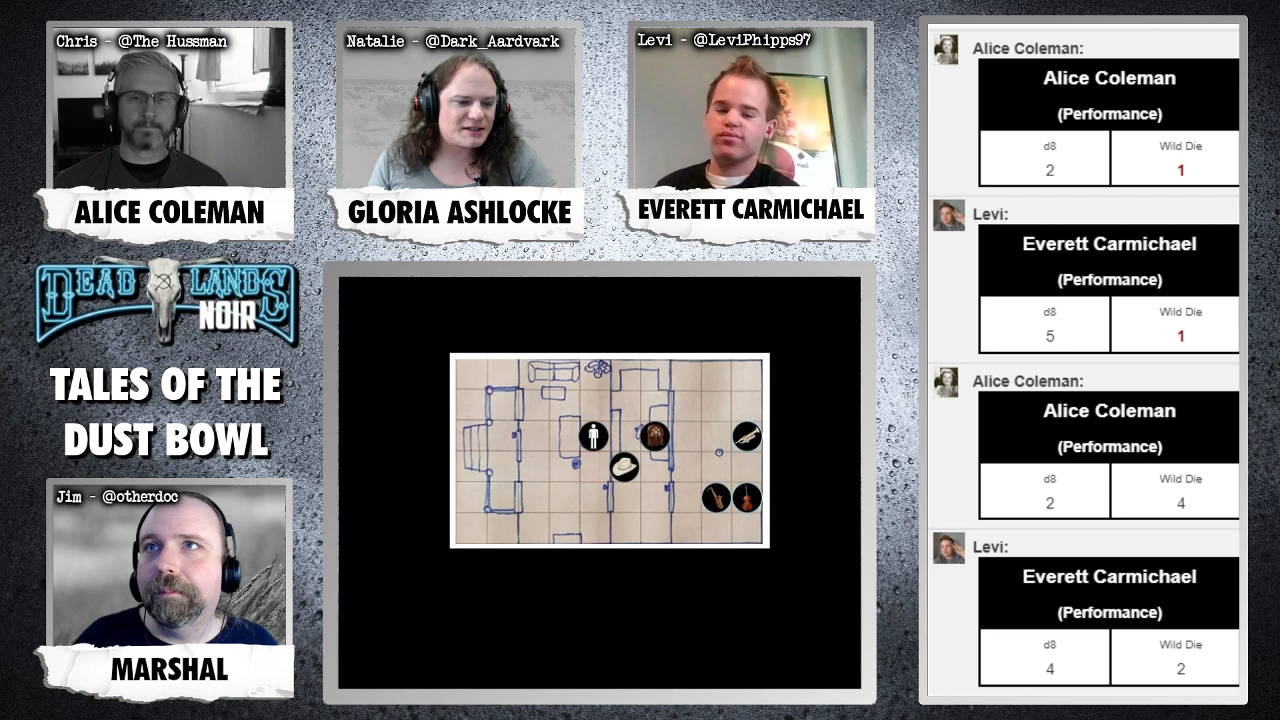 Chris - @The Hussman
ALICE COLEMAN
Natalie - @Dark_Aardvark
GLORIA ASHLOCKE
Levi - @LeviPhipps97
EVERETT CARMICHAEL
DEADLANDS
NOIR
TALES OF THE
DUST BOWL
Jim - @otherdoc
MARSHAL
Alice Coleman:
Alice Coleman
(Performance)
d8 Wild Die
2 1
Levi:
Everett Carmichael
(Performance)
d8 Wild Die
5 1
Alice Coleman:
Alice Coleman
(Performance)
d8 Wild Die
2 4
Levi:
Everett Carmichael
(Performance)
d8 Wild Die
4 2